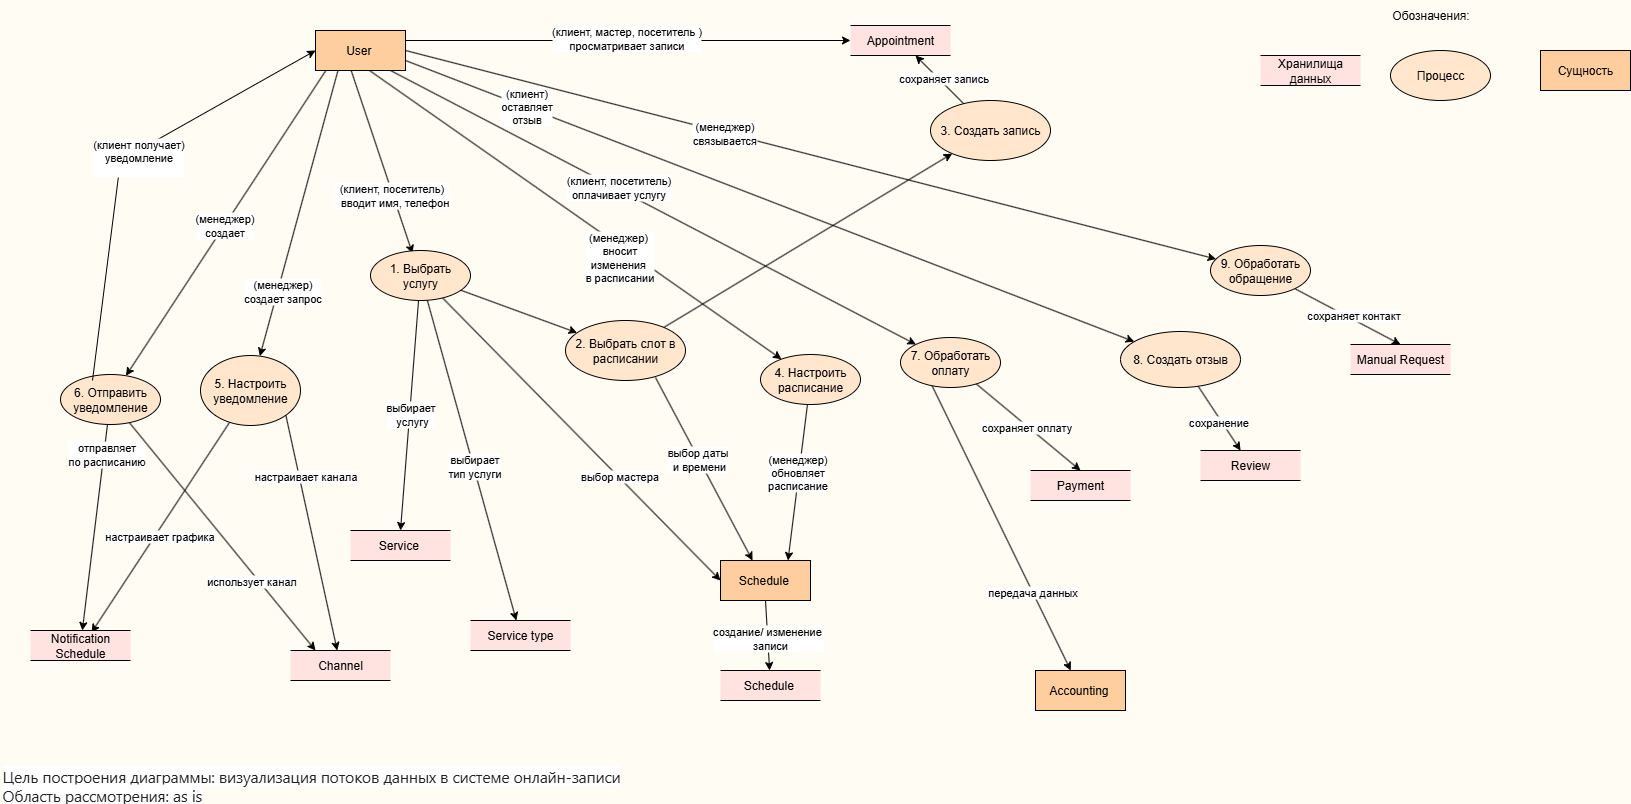 Обозначения:
User
(клиент, мастер, посетитель )
просматривает записи
Appointment
Хранилища
данных
Процесс
Сущность
сохраняет запись
(клиент)
оставляет
отзыв
3. Создать запись
(менеджер)
связывается
(клиент получает)
уведомление
(клиент, посетитель)
вводит имя, телефон
(клиент, посетитель)
оплачивает услугу
(менеджер)
создает
(менеджер)
вносит
изменения
в расписании
1. Выбрать
услугу
9. Обработать
обращение
(менеджер)
создает запрос
сохраняет контакт
2. Выбрать слот в
расписании
7. Обработать
оплату
8. Создать отзыв
Manual Request
4. Настроить
расписание
6. Отправить
уведомление
5. Настроить
уведомление
выбирает
услугу
сохраняет оплату
сохранение
отправляет
по расписанию
настраивает канала
выбирает
тип услуги
выбор мастера
выбор даты
и времени
(менеджер)
обновляет
расписание
Review
Payment
настраивает графика
Service
использует канал
Schedule
передача данных
Notification
Schedule
Channel
Service type
создание/ изменение
записи
Schedule
Accounting
Цель построения диаграммы: визуализация потоков данных в системе онлайн-записи
Область рассмотрения: as is